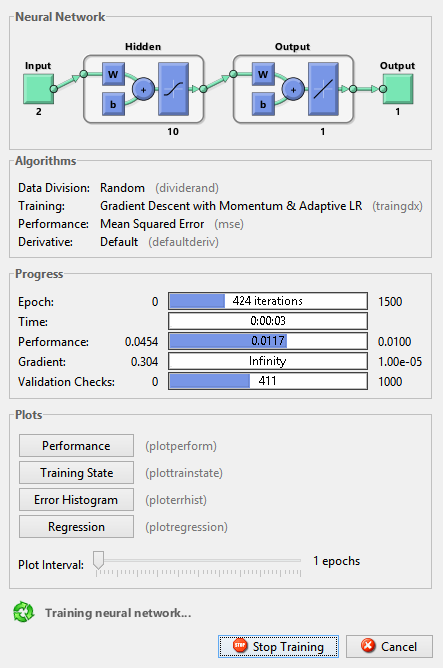 Neural Network
Hidden
Output
Input
Output
W
W
+
+
b
b
2
10
1
1
Algorithms
Data Division: Random (dividerand)
Training: Gradient Descent with Momentum & Adaptive LR (traingdx)
Performance: Mean Squared Error (mse)
Derivative: Default (defaultderiv)
Progress
Epoch: 0 424 iterations 1500
Time: 0:00:03
Performance: 0.0454 0.0117 0.0100
Gradient: 0.304 Infinity 1.00e-05
Validation Checks: 0 411 1000
Plots
Performance (plotperform)
Training State (plottrainstate)
Error Histogram (ploterrhist)
Regression (plotregression)
Plot Interval: 1 epochs
Training neural network...
STOP Stop Training Cancel